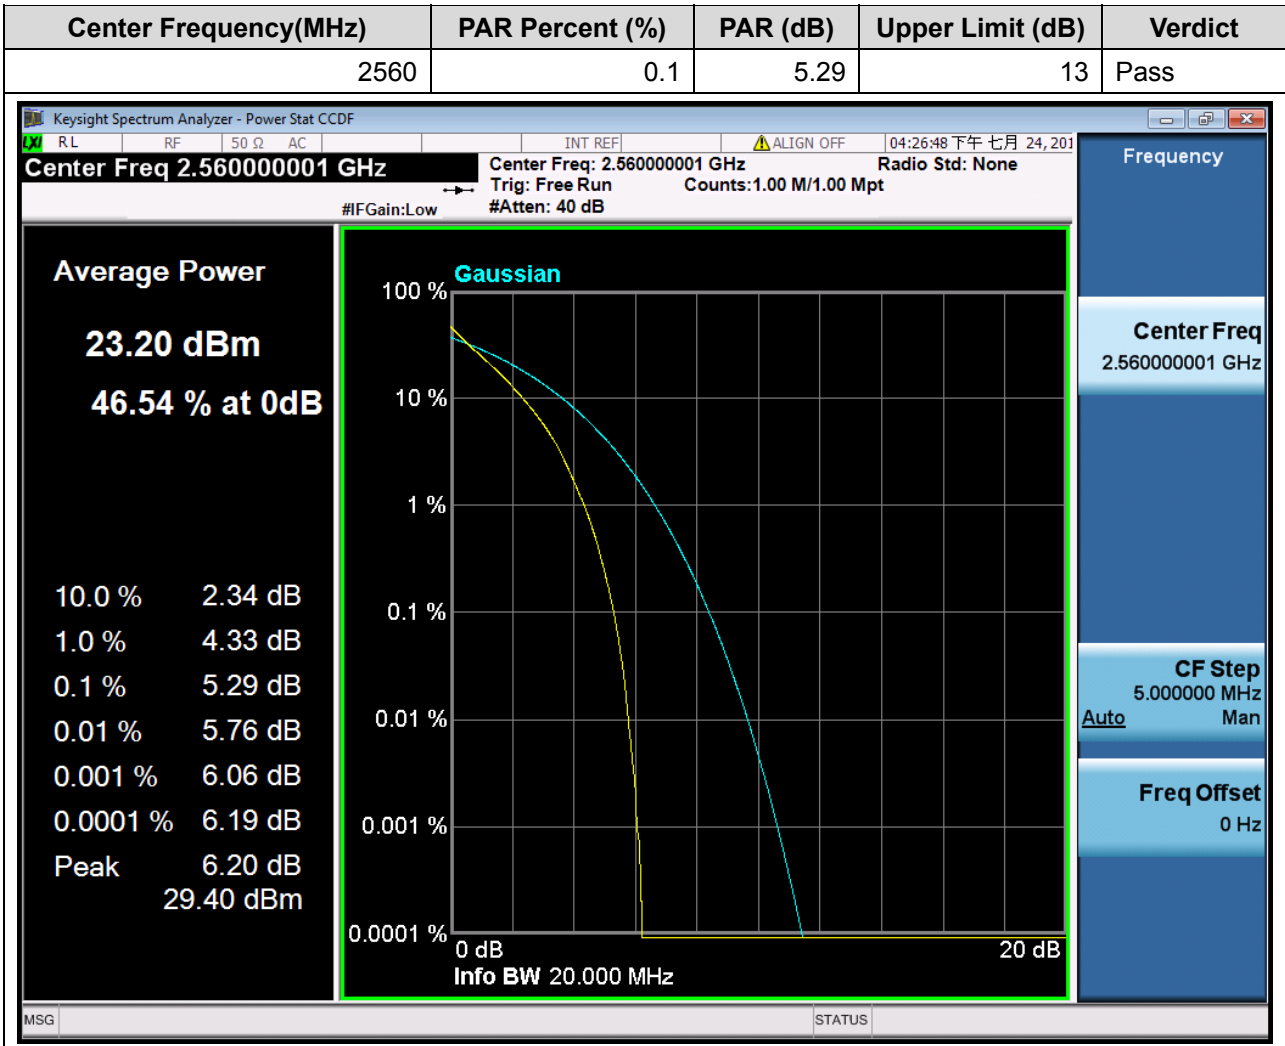 Center Frequency(MHz) PAR Percent (%) PAR (dB) Upper Limit (dB) Verdict
2560 0.1 5.29 13 Pass
Keysight Spectrum Analyzer - Power Stat CCDF
LXI RL RF 50 Ω AC INT REF ALIGN OFF 04:26:48 下午 七月 24, 201
Center Freq 2.560000001 GHz
Center Freq: 2.560000001 GHz Radio Std: None
Trig: Free Run Counts:1.00 M/1.00 Mpt
#IFGain:Low #Atten: 40 dB
Frequency
Average Power
23.20 dBm
46.54 % at 0dB
10.0 % 2.34 dB
1.0 % 4.33 dB
0.1 % 5.29 dB
0.01 % 5.76 dB
0.001 % 6.06 dB
0.0001 % 6.19 dB
Peak 6.20 dB
29.40 dBm
Gaussian
100 %
10 %
1 %
0.1 %
0.01 %
0.001 %
0.0001 %
0 dB 20 dB
Info BW 20.000 MHz
Center Freq
2.560000001 GHz
CF Step
5.000000 MHz
Auto Man
Freq Offset
0 Hz
MSG STATUS